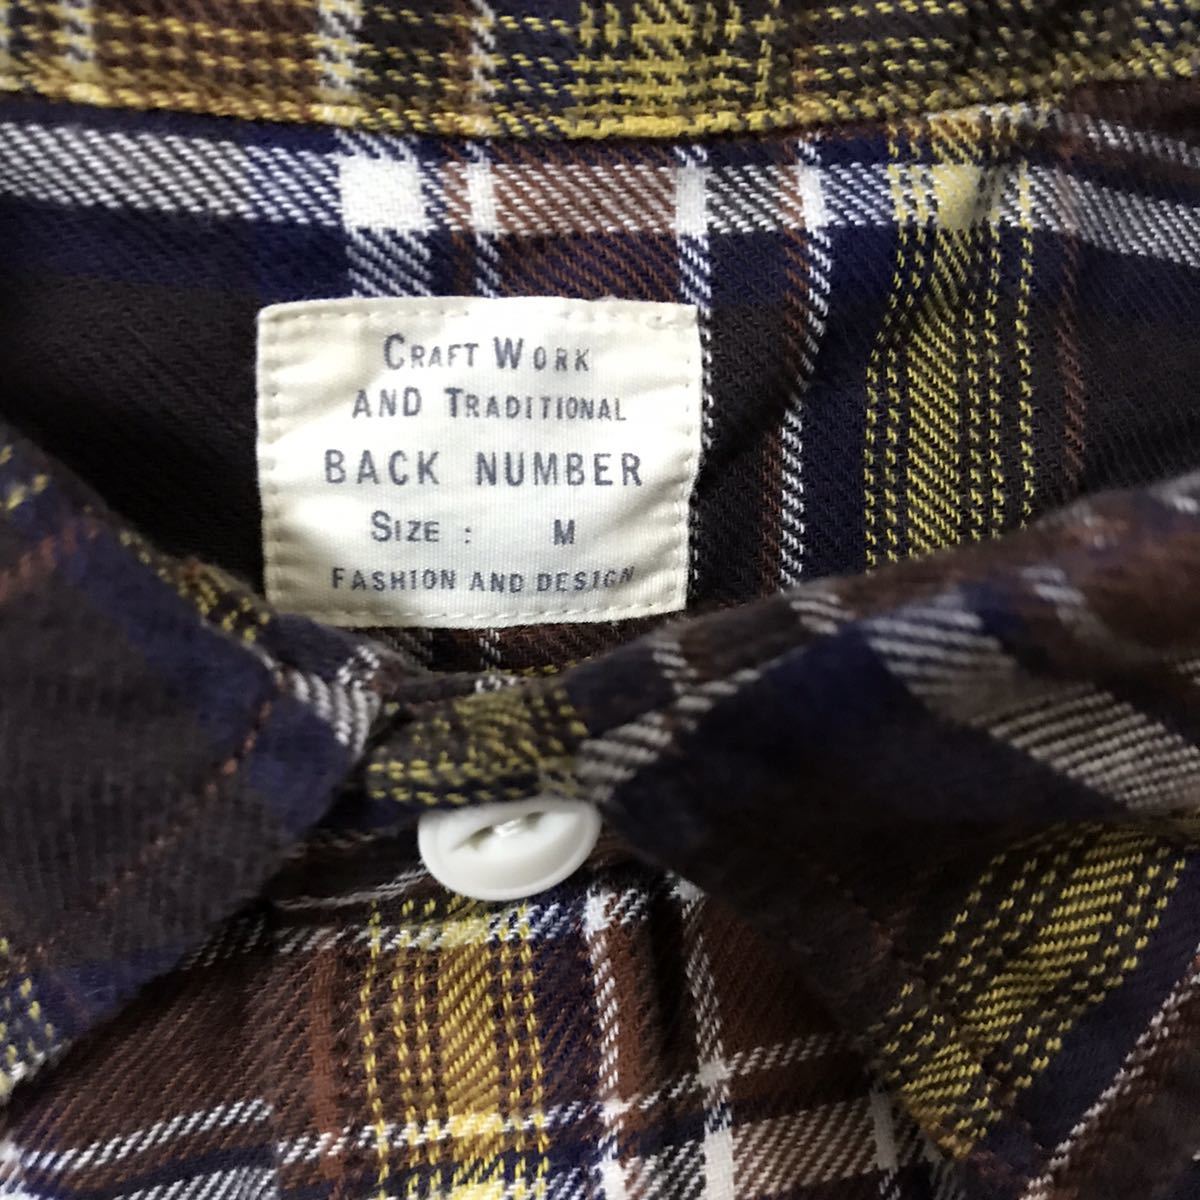 CRAFT WORK
AND TRADITIONAL
BACK NUMBER
SIZE : M
FASHION AND DESIGN